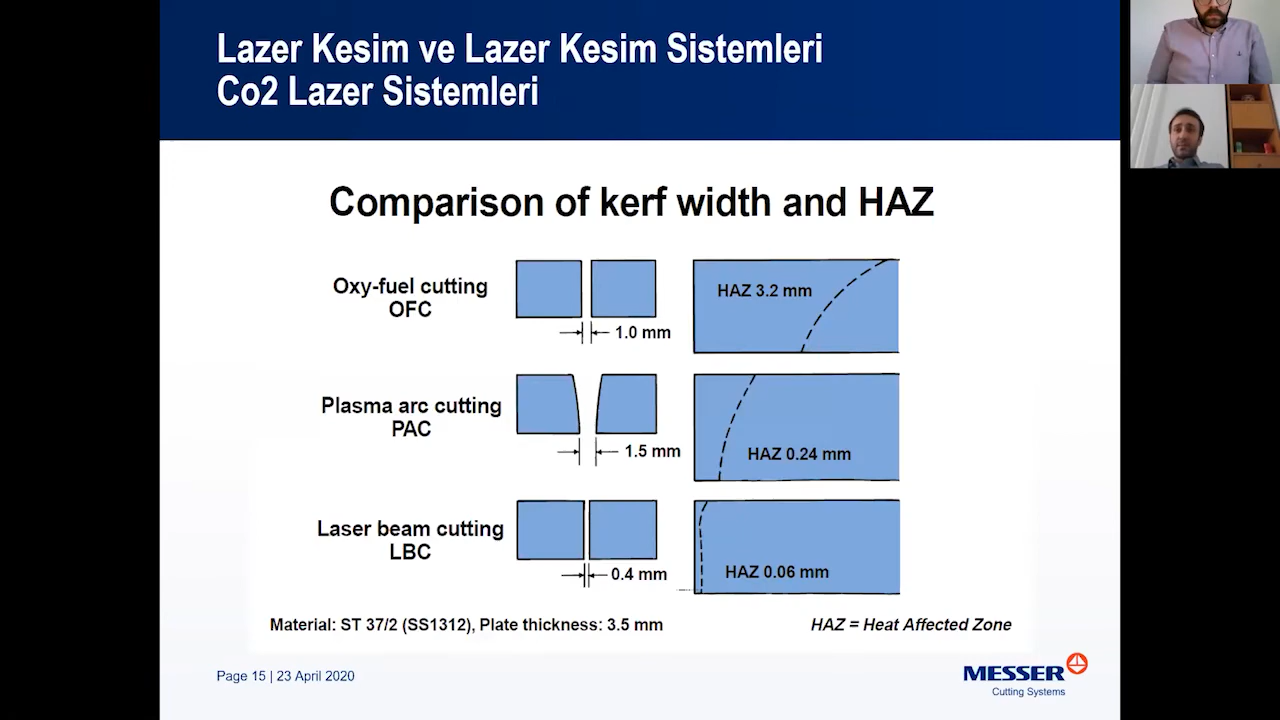 Lazer Kesim ve Lazer Kesim Sistemleri
Co2 Lazer Sistemleri
Comparison of kerf width and HAZ
Oxy-fuel cutting
OFC
1.0 mm
HAZ 3.2 mm
Plasma arc cutting
PAC
1.5 mm
HAZ 0.24 mm
Laser beam cutting
LBC
0.4 mm
HAZ 0.06 mm
Material: ST 37/2 (SS1312), Plate thickness: 3.5 mm
HAZ = Heat Affected Zone
Page 15 | 23 April 2020
MESSER
Cutting Systems